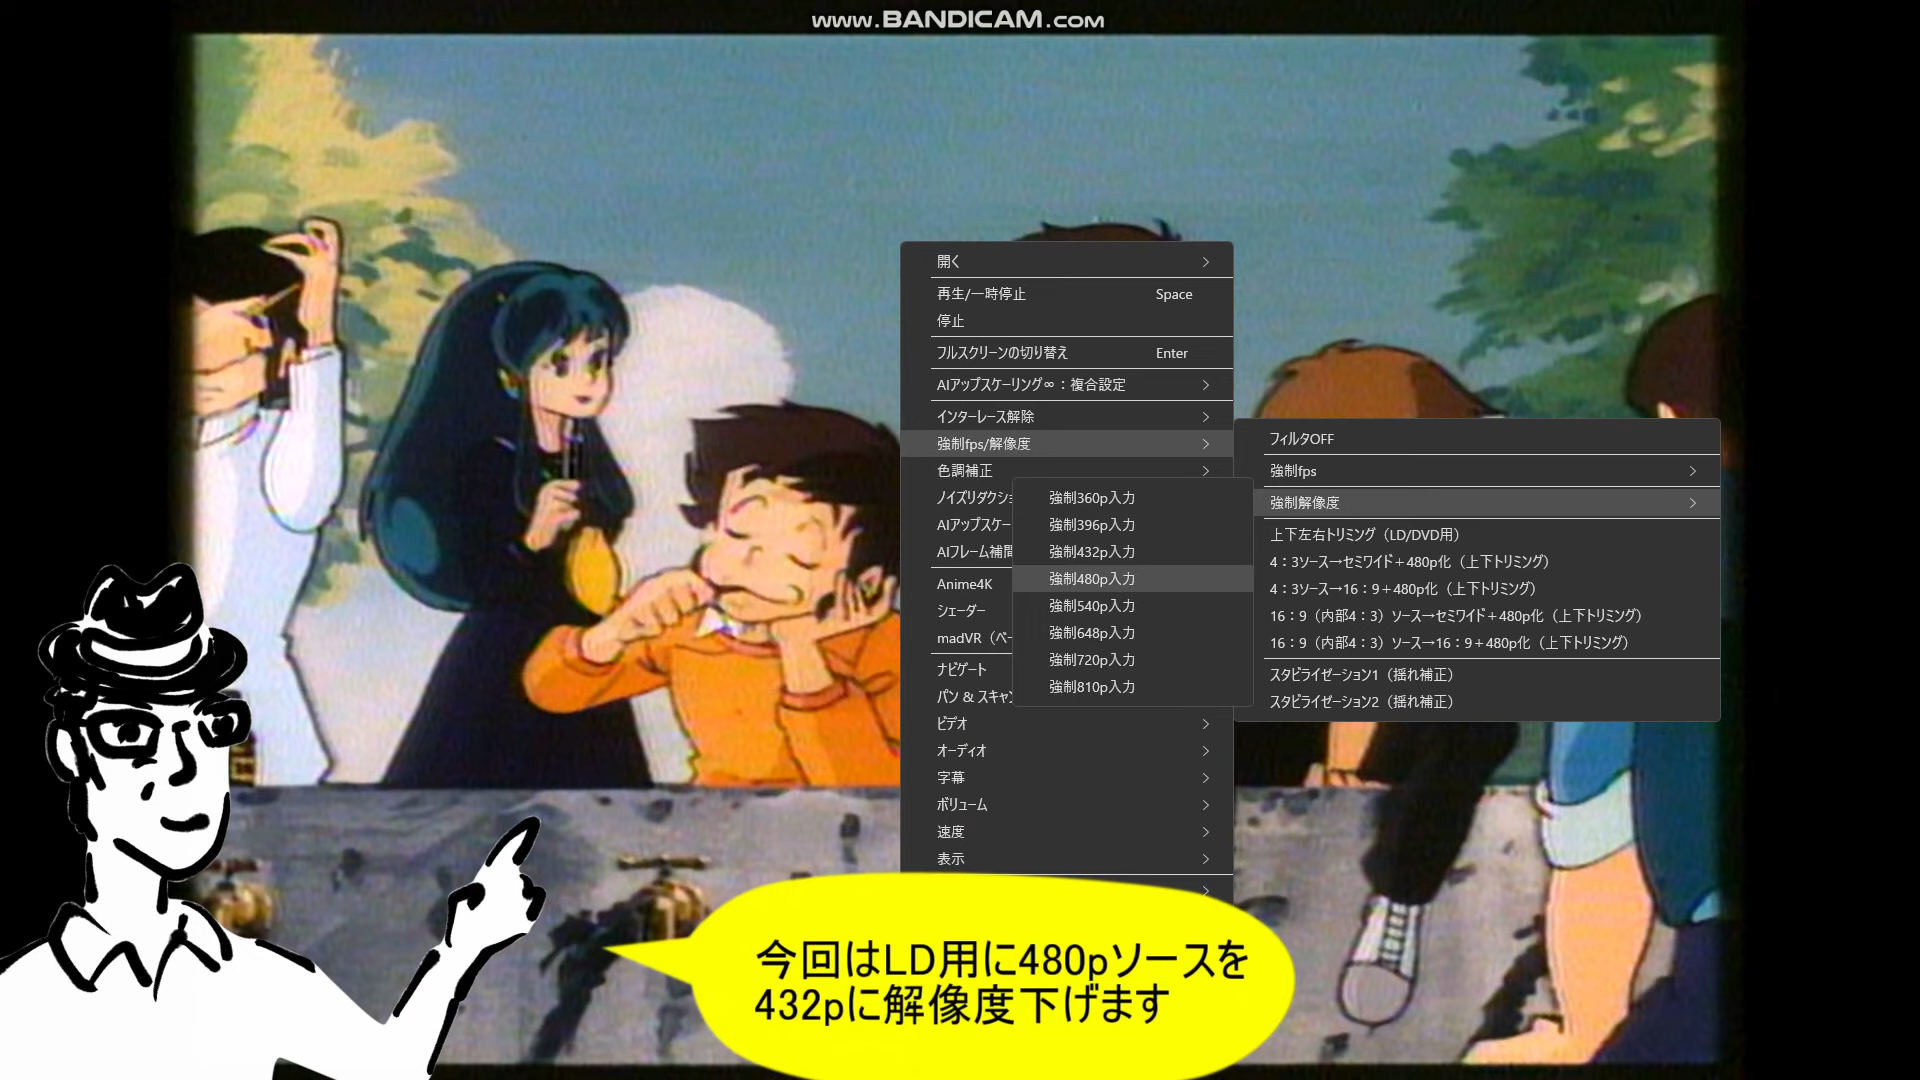 www.BANDICAM.com
開く
再生/一時停止 Space
停止
フルスクリーンの切り替え Enter
AIアップスケーリング∞：複合設定
インターレース解除
強制fps/解像度
色調補正
ノイズリダクショ
AIアップスケー
AIフレーム補間
Anime4K
シェーダー
madVR（ベー
ナビゲート
パン & スキャン
ビデオ
オーディオ
字幕
ボリューム
速度
表示
フィルタOFF
強制fps
強制解像度
上下左右トリミング（LD/DVD用）
4：3ソース→セミワイド＋480p化（上下トリミング）
4：3ソース→16：9＋480p化（上下トリミング）
16：9（内部4：3）ソース→セミワイド＋480p化（上下トリミング）
16：9（内部4：3）ソース→16：9＋480p化（上下トリミング）
スタビライゼーション1（揺れ補正）
スタビライゼーション2（揺れ補正）
強制360p入力
強制396p入力
強制432p入力
強制480p入力
強制540p入力
強制648p入力
強制720p入力
強制810p入力
今回はLD用に480pソースを
432pに解像度下げます